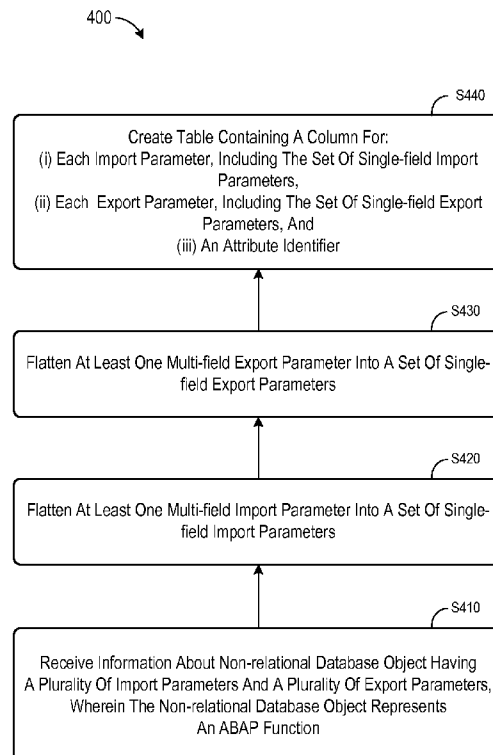 400
S440
Create Table Containing A Column For:
(i) Each Import Parameter, Including The Set Of Single-field Import
Parameters,
(ii) Each Export Parameter, Including The Set Of Single-field Export
Parameters, And
(iii) An Attribute Identifier
S430
Flatten At Least One Multi-field Export Parameter Into A Set Of Single-
field Export Parameters
S420
Flatten At Least One Multi-field Import Parameter Into A Set Of Single-
field Import Parameters
S410
Receive Information About Non-relational Database Object Having
A Plurality Of Import Parameters And A Plurality Of Export Parameters,
Wherein The Non-relational Database Object Represents
An ABAP Function